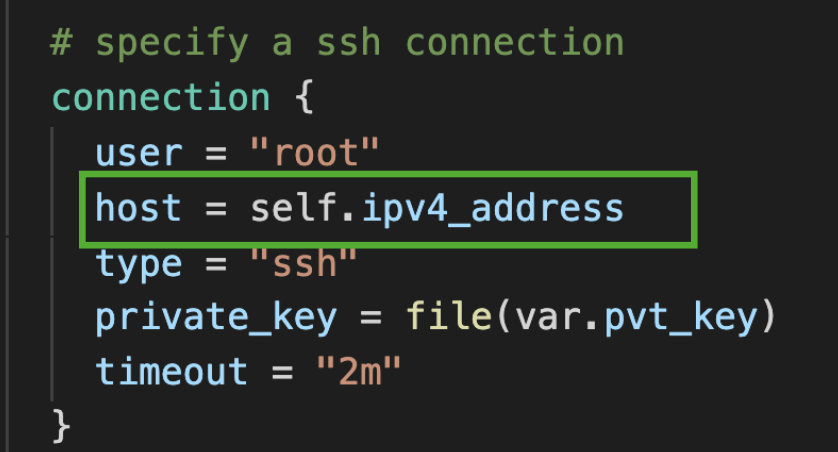 # specify a ssh connection
connection {
user = "root"
host = self.ipv4_address
type = "ssh"
private_key = file(var.pvt_key)
timeout = "2m"
}